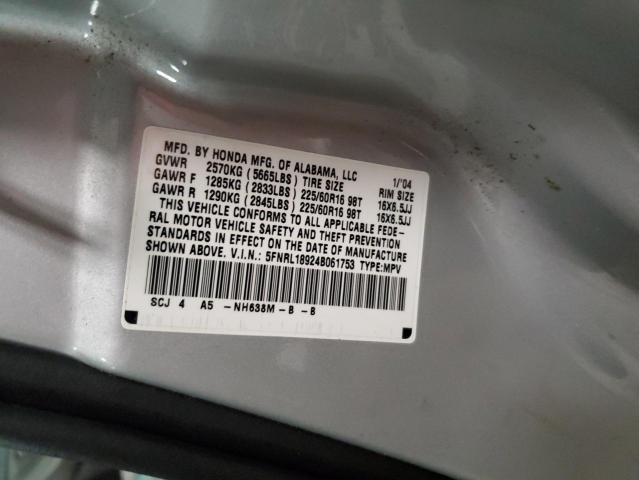 MFD. BY HONDA MFG. OF ALABAMA, LLC 1/'04
GVWR 2570KG (5665LBS) TIRE SIZE RIM SIZE
GAWR F 1285KG (2833LBS) 225/60R16 98T 16X6.5JJ
GAWR R 1290KG (2845LBS) 225/60R16 98T 16X6.5JJ
THIS VEHICLE CONFORMS TO ALL APPLICABLE FEDE-
RAL MOTOR VEHICLE SAFETY AND THEFT PREVENTION
STANDARDS IN EFFECT ON THE DATE OF MANUFACTURE
SHOWN ABOVE. V.I.N.: 5FNRL18924B061753 TYPE:MPV
SCJ 4 A5 -NH638M-B -B